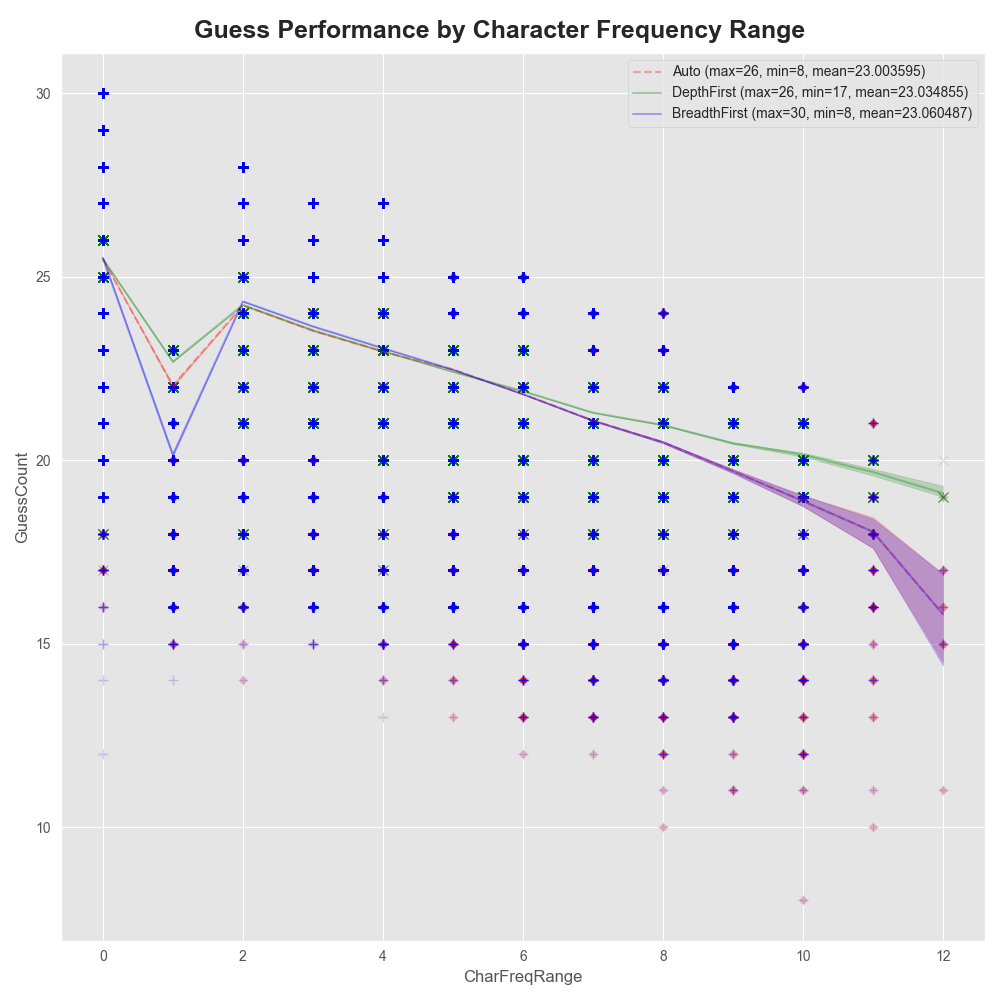 Guess Performance by Character Frequency Range
Auto (max=26, min=8, mean=23.003595)
DepthFirst (max=26, min=17, mean=23.034855)
BreadthFirst (max=30, min=8, mean=23.060487)
GuessCount
30
25
20
15
10
0 2 4 6 8 10 12
CharFreqRange